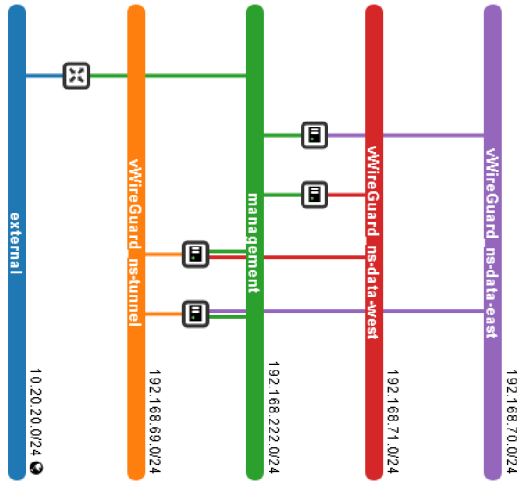 external
10.20.20.0/24
vWireGuard_ns-tunnel
192.168.69.0/24
management
192.168.222.0/24
vWireGuard_ns-data-west
192.168.71.0/24
vWireGuard_ns-data-east
192.168.70.0/24